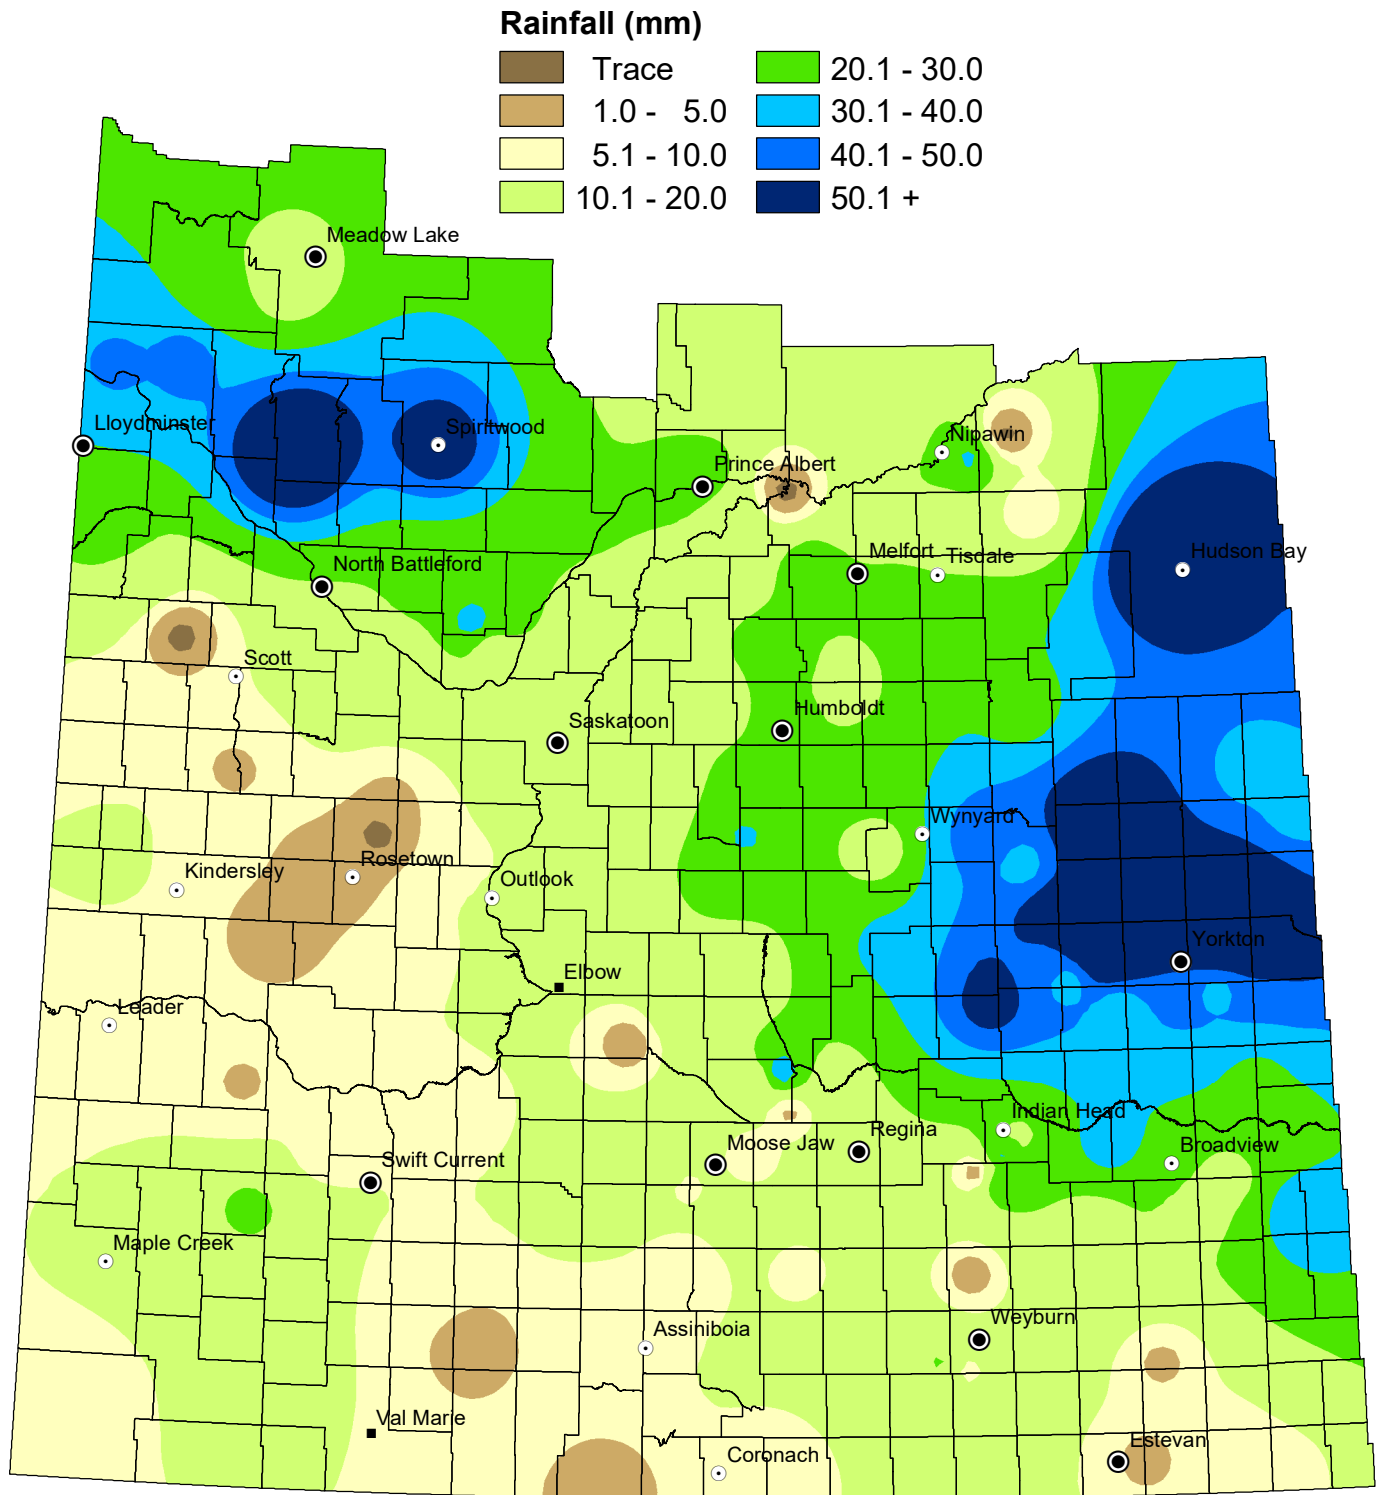 Rainfall (mm)
Trace
20.1 - 30.0
1.0 - 5.0
30.1 - 40.0
5.1 - 10.0
40.1 - 50.0
10.1 - 20.0
50.1 +
Meadow Lake
Lloydminster
Spiritwood
Nipawin
Prince Albert
Hudson Bay
Melfort
Tisdale
North Battleford
Scott
Humboldt
Saskatoon
Wynyard
Rosetown
Kindersley
Outlook
Yorkton
Elbow
Leader
Indian Head
Regina
Moose Jaw
Broadview
Swift Current
Maple Creek
Weyburn
Assiniboia
Val Marie
Estevan
Coronach